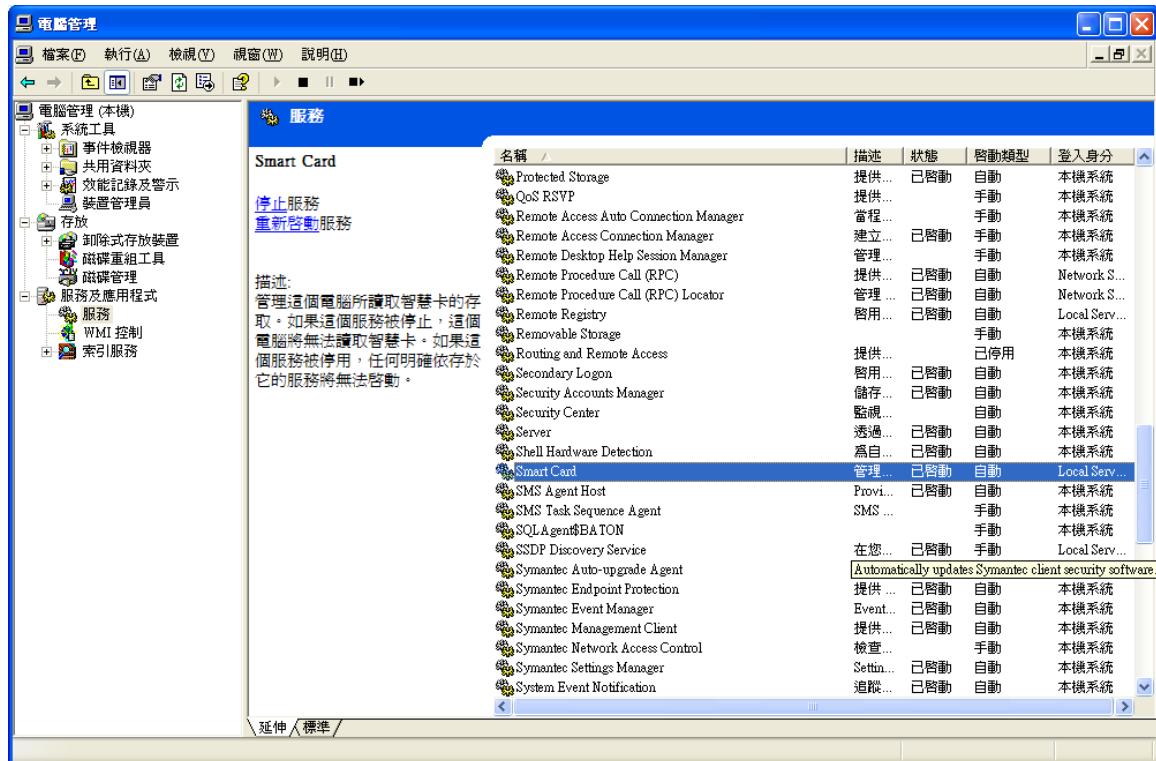 電腦管理
檔案(F) 執行(A) 檢視(V) 視窗(W) 說明(H)
電腦管理 (本機)
系統工具
事件檢視器
共用資料夾
效能記錄及警示
裝置管理員
存放
卸除式存放裝置
磁碟重組工具
磁碟管理
服務及應用程式
服務
WMI 控制
索引服務
服務
Smart Card
停止服務
重新啓動服務
描述:
管理這個電腦所讀取智慧卡的存
取。如果這個服務被停止，這個
電腦將無法讀取智慧卡。如果這
個服務被停用，任何明確依存於
它的服務將無法啓動。
名稱 描述 狀態 啓動類型 登入身分
Protected Storage 提供... 已啓動 自動 本機系統
QoS RSVP 提供... 手動 本機系統
Remote Access Auto Connection Manager 當程... 手動 本機系統
Remote Access Connection Manager 建立... 已啓動 手動 本機系統
Remote Desktop Help Session Manager 管理... 手動 本機系統
Remote Procedure Call (RPC) 提供... 已啓動 自動 Network S...
Remote Procedure Call (RPC) Locator 管理 ... 已啓動 自動 Network S...
Remote Registry 啓用... 已啓動 自動 Local Serv...
Removable Storage 手動 本機系統
Routing and Remote Access 提供... 已停用 本機系統
Secondary Logon 啓用... 已啓動 自動 本機系統
Security Accounts Manager 儲存... 已啓動 自動 本機系統
Security Center 監視... 自動 本機系統
Server 透過... 已啓動 自動 本機系統
Shell Hardware Detection 爲自... 已啓動 自動 本機系統
Smart Card 管理... 已啓動 自動 Local Serv...
SMS Agent Host Provi... 已啓動 自動 本機系統
SMS Task Sequence Agent SMS ... 手動 本機系統
SQLAgent$BATON 手動 本機系統
SSDP Discovery Service 在您... 已啓動 手動 Local Serv...
Symantec Auto-upgrade Agent Automatically updates Symantec client security software.
Symantec Endpoint Protection 提供 ... 已啓動 自動 本機系統
Symantec Event Manager Event... 已啓動 自動 本機系統
Symantec Management Client 提供... 已啓動 自動 本機系統
Symantec Network Access Control 檢查... 手動 本機系統
Symantec Settings Manager Settin... 已啓動 自動 本機系統
System Event Notification 追蹤... 已啓動 自動 本機系統
延伸 標準